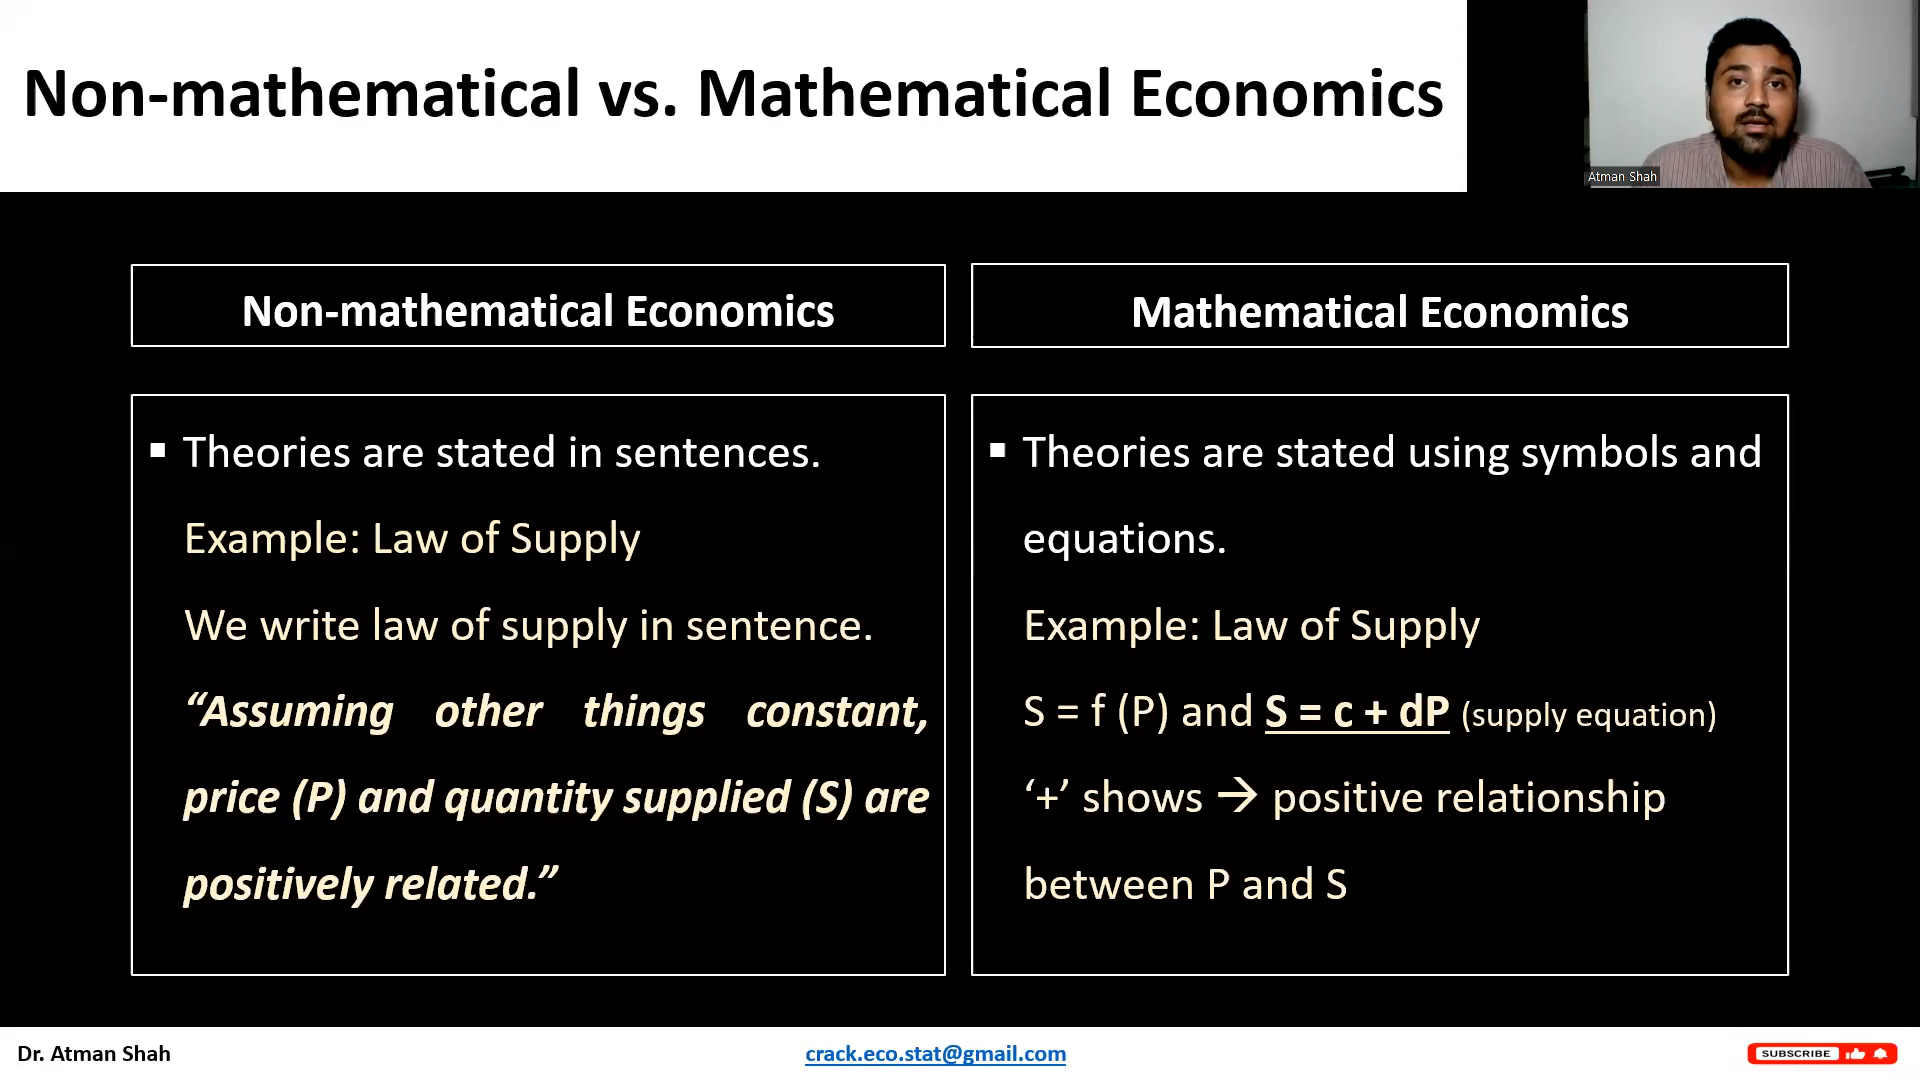 Non-mathematical vs. Mathematical Economics
Atman Shah
Non-mathematical Economics
▪ Theories are stated in sentences.
Example: Law of Supply
We write law of supply in sentence.
“Assuming other things constant,
price (P) and quantity supplied (S) are
positively related.”
Mathematical Economics
▪ Theories are stated using symbols and
equations.
Example: Law of Supply
S = f (P) and S = c + dP (supply equation)
‘+’ shows → positive relationship
between P and S
Dr. Atman Shah
crack.eco.stat@gmail.com
SUBSCRIBE